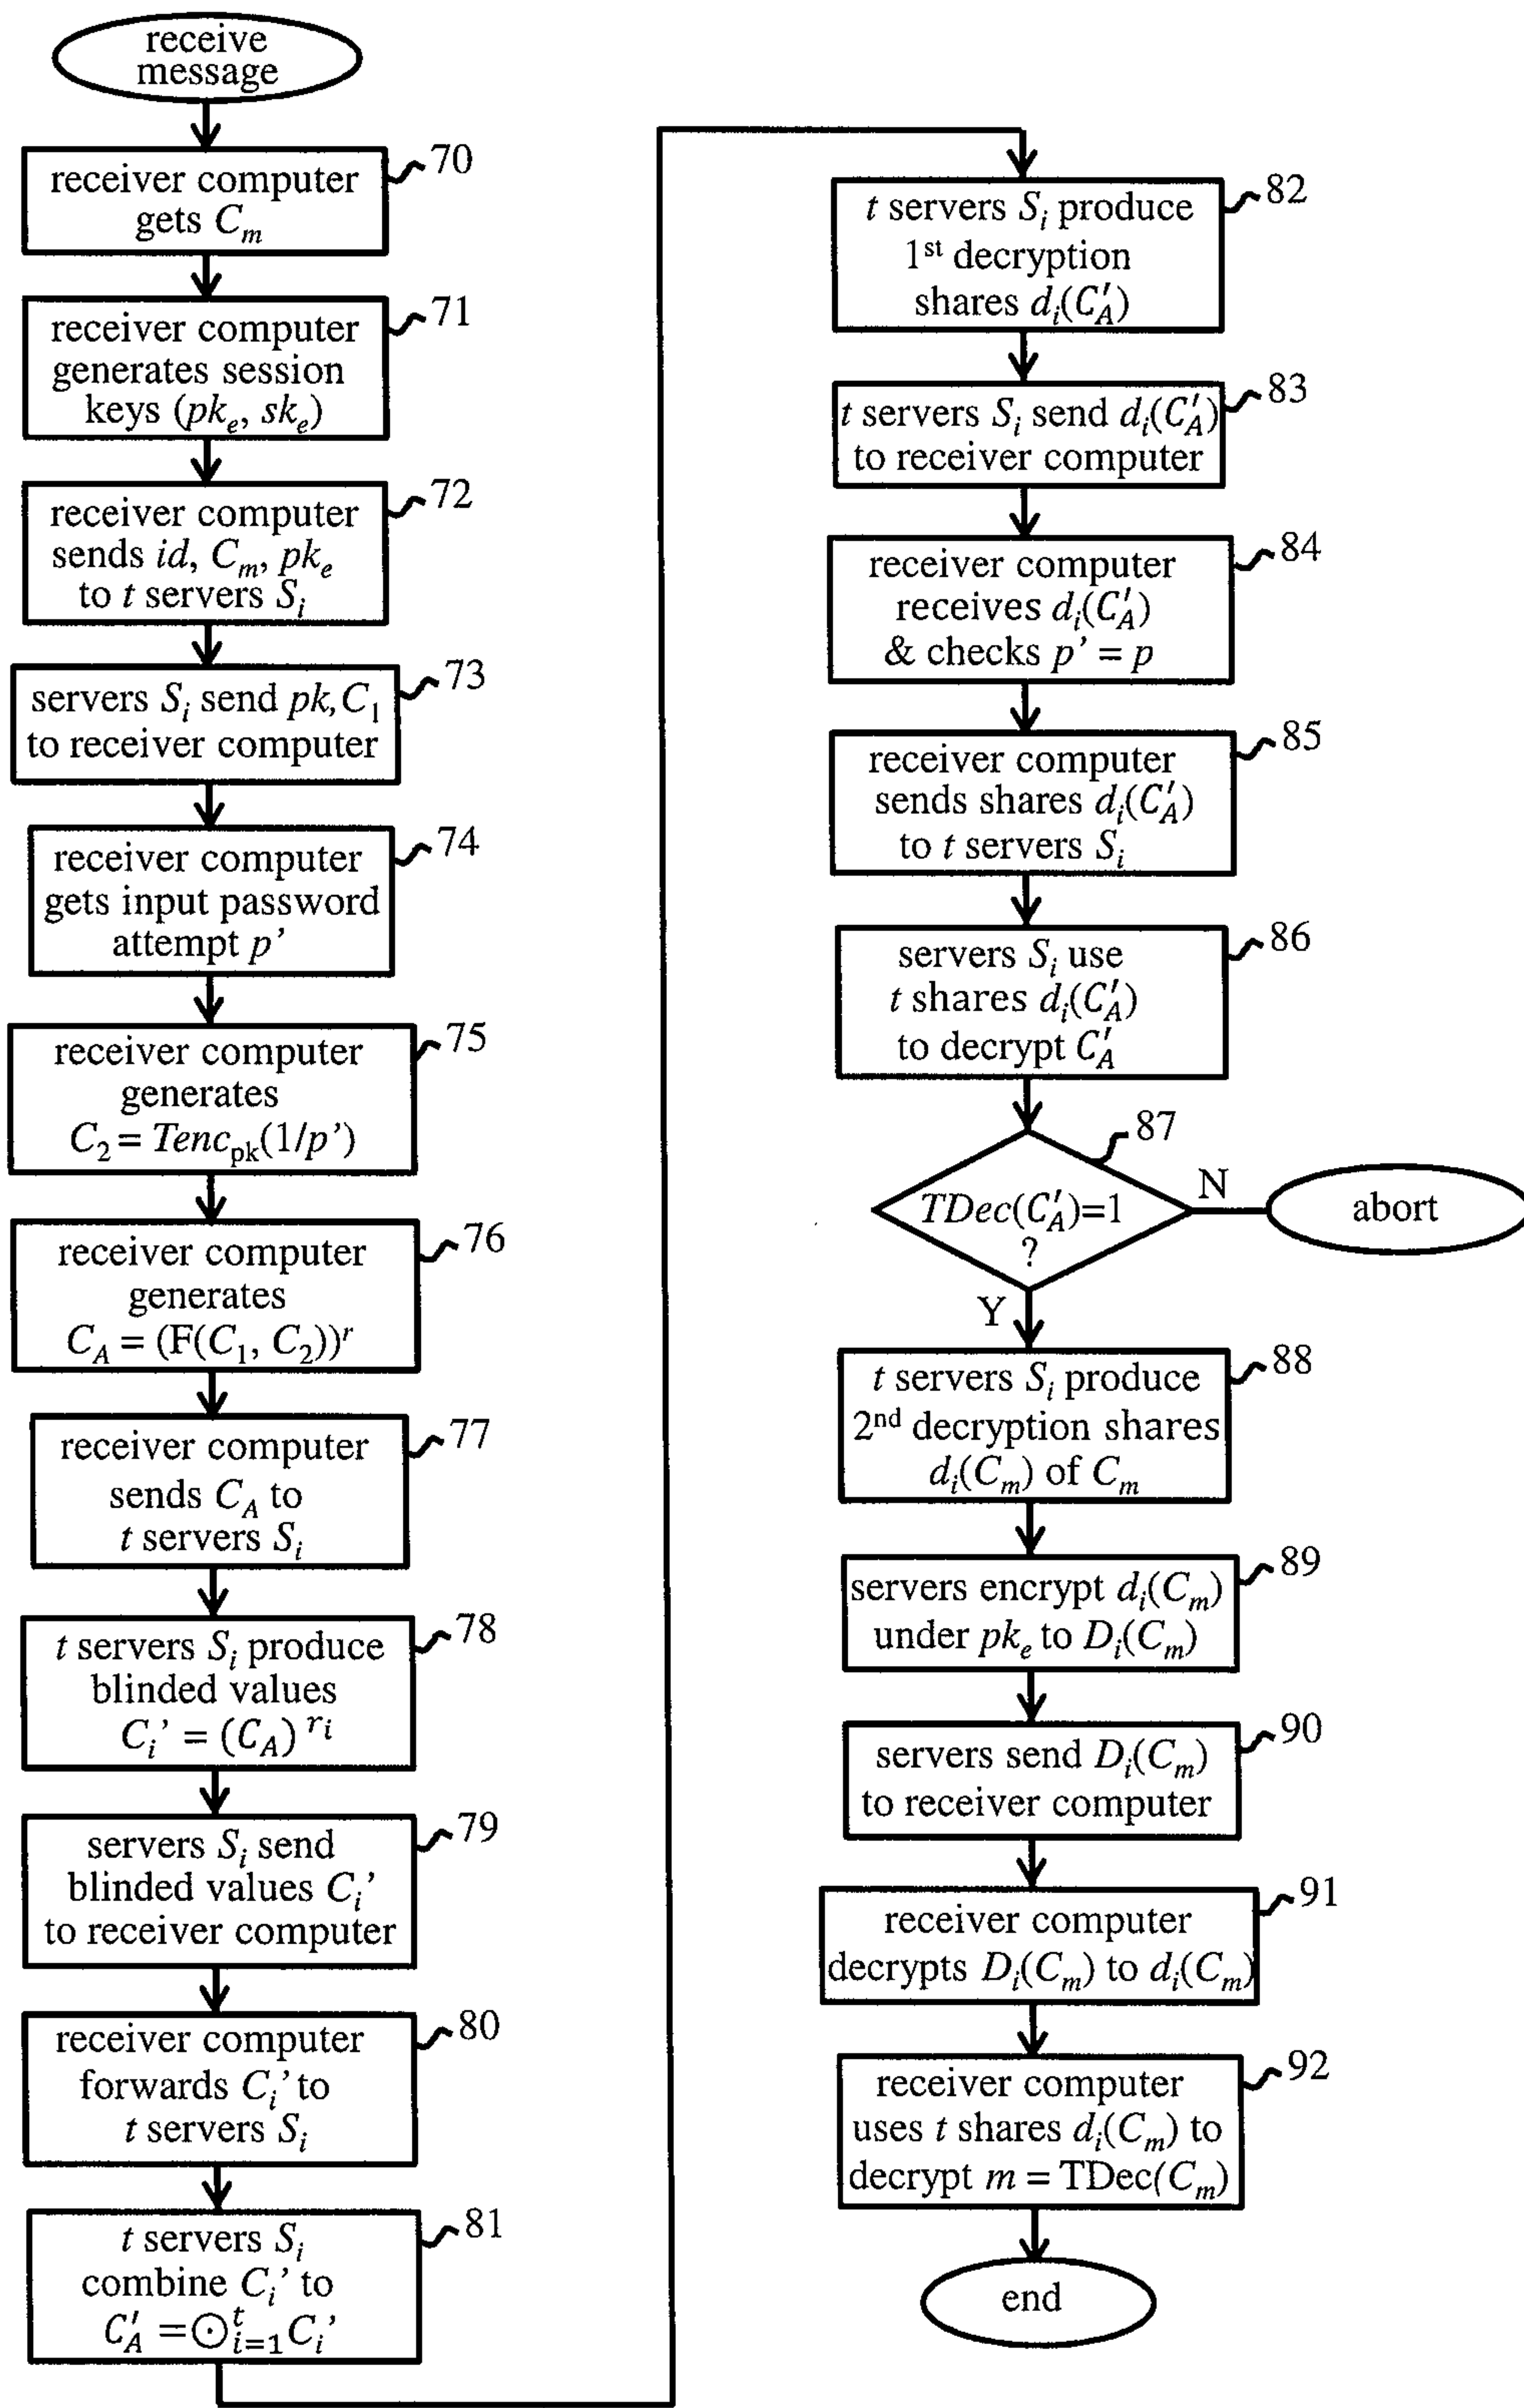 receive
message
70
receiver computer
gets C_m
71
receiver computer
generates session
keys (pk_e, sk_e)
72
receiver computer
sends id, C_m, pk_e
to t servers S_i
73
servers S_i send pk, C_1
to receiver computer
74
receiver computer
gets input password
attempt p’
75
receiver computer
generates
C_2 = Tenc_pk(1/p’)
76
receiver computer
generates
C_A = (F(C_1, C_2))^r
77
receiver computer
sends C_A to
t servers S_i
78
t servers S_i produce
blinded values
C_i’ = (C_A)^{r_i}
79
servers S_i send
blinded values C_i’
to receiver computer
80
receiver computer
forwards C_i’ to
t servers S_i
81
t servers S_i
combine C_i’ to
C′_A = ⊙^t_{i=1} C_i’
82
t servers S_i produce
1st decryption
shares d_i(C′_A)
83
t servers S_i send d_i(C′_A)
to receiver computer
84
receiver computer
receives d_i(C′_A)
& checks p’ = p
85
receiver computer
sends shares d_i(C′_A)
to t servers S_i
86
servers S_i use
t shares d_i(C′_A)
to decrypt C′_A
87
TDec(C′_A)=1
?
N
abort
Y
88
t servers S_i produce
2nd decryption shares
d_i(C_m) of C_m
89
servers encrypt d_i(C_m)
under pk_e to D_i(C_m)
90
servers send D_i(C_m)
to receiver computer
91
receiver computer
decrypts D_i(C_m) to d_i(C_m)
92
receiver computer
uses t shares d_i(C_m) to
decrypt m = TDec(C_m)
end